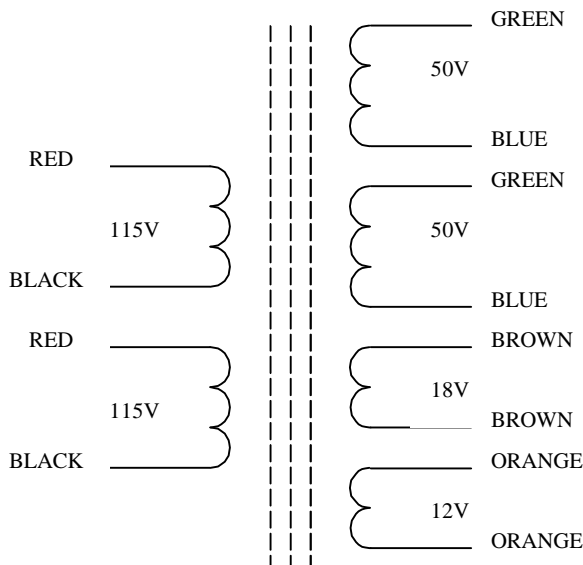 GREEN
50V
BLUE
RED
115V
BLACK
GREEN
50V
BLUE
RED
115V
BLACK
BROWN
18V
BROWN
ORANGE
12V
ORANGE